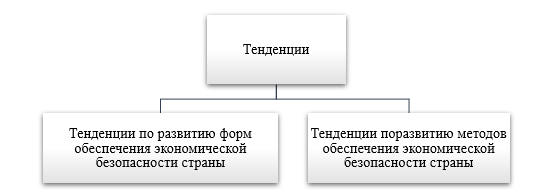 Тенденции
Тенденции по развитию форм
обеспечения экономической
безопасности страны
Тенденции поразвитию методов
обеспечения экономической
безопасности страны